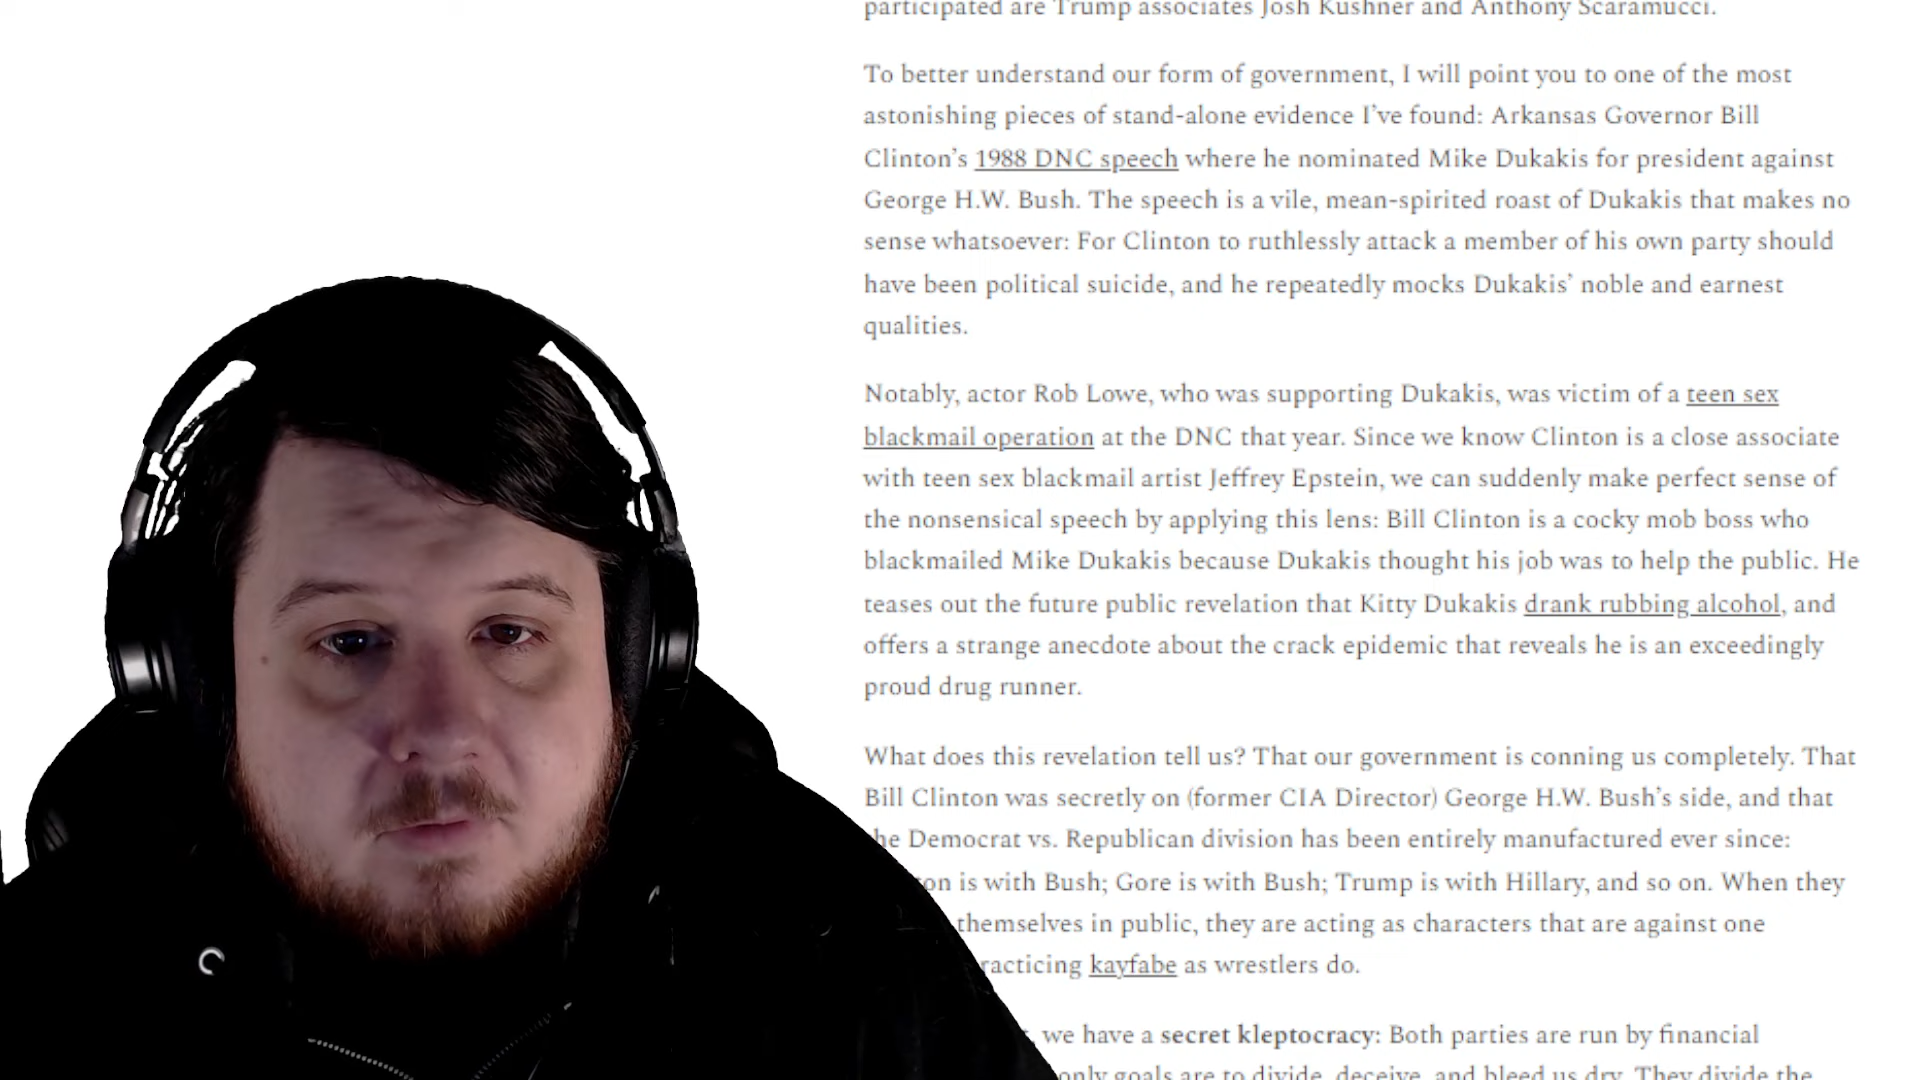 participated are Trump associates Josh Kushner and Anthony Scaramucci.
To better understand our form of government, I will point you to one of the most
astonishing pieces of stand-alone evidence I've found: Arkansas Governor Bill
Clinton's 1988 DNC speech where he nominated Mike Dukakis for president against
George H.W. Bush. The speech is a vile, mean-spirited roast of Dukakis that makes no
sense whatsoever: For Clinton to ruthlessly attack a member of his own party should
have been political suicide, and he repeatedly mocks Dukakis' noble and earnest
qualities.
Notably, actor Rob Lowe, who was supporting Dukakis, was victim of a teen sex
blackmail operation at the DNC that year. Since we know Clinton is a close associate
with teen sex blackmail artist Jeffrey Epstein, we can suddenly make perfect sense of
the nonsensical speech by applying this lens: Bill Clinton is a cocky mob boss who
blackmailed Mike Dukakis because Dukakis thought his job was to help the public. He
teases out the future public revelation that Kitty Dukakis drank rubbing alcohol, and
offers a strange anecdote about the crack epidemic that reveals he is an exceedingly
proud drug runner.
What does this revelation tell us? That our government is conning us completely. That
Bill Clinton was secretly on (former CIA Director) George H.W. Bush's side, and that
he Democrat vs. Republican division has been entirely manufactured ever since:
on is with Bush; Gore is with Bush; Trump is with Hillary, and so on. When they
themselves in public, they are acting as characters that are against one
racticing kayfabe as wrestlers do.
we have a secret kleptocracy: Both parties are run by financial
only goals are to divide, deceive, and bleed us dry. They divide the